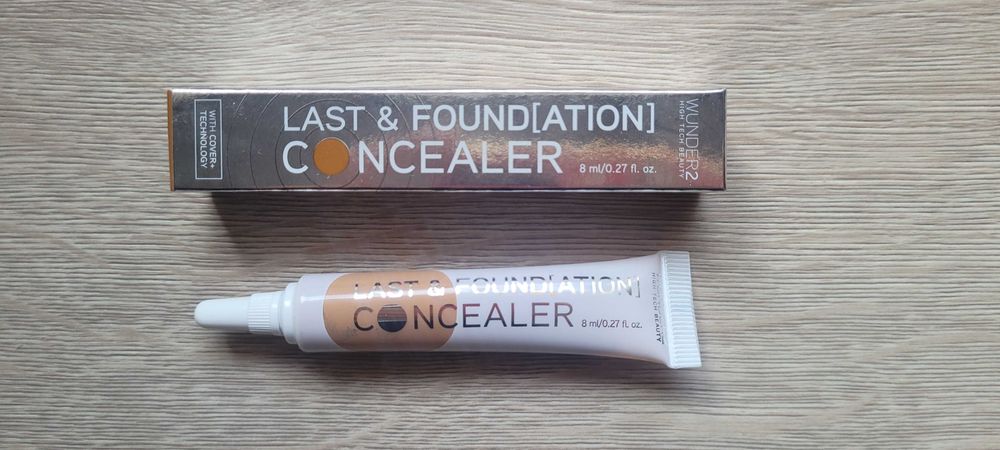 WITH COVER+
TECHNOLOGY
LAST & FOUND[ATION]
CONCEALER
8 ml/0.27 fl. oz.
WUNDER2
HIGH TECH BEAUTY
LAST & FOUND[ATION]
CONCEALER
8 ml/0.27 fl. oz.
HIGH TECH BEAUTY